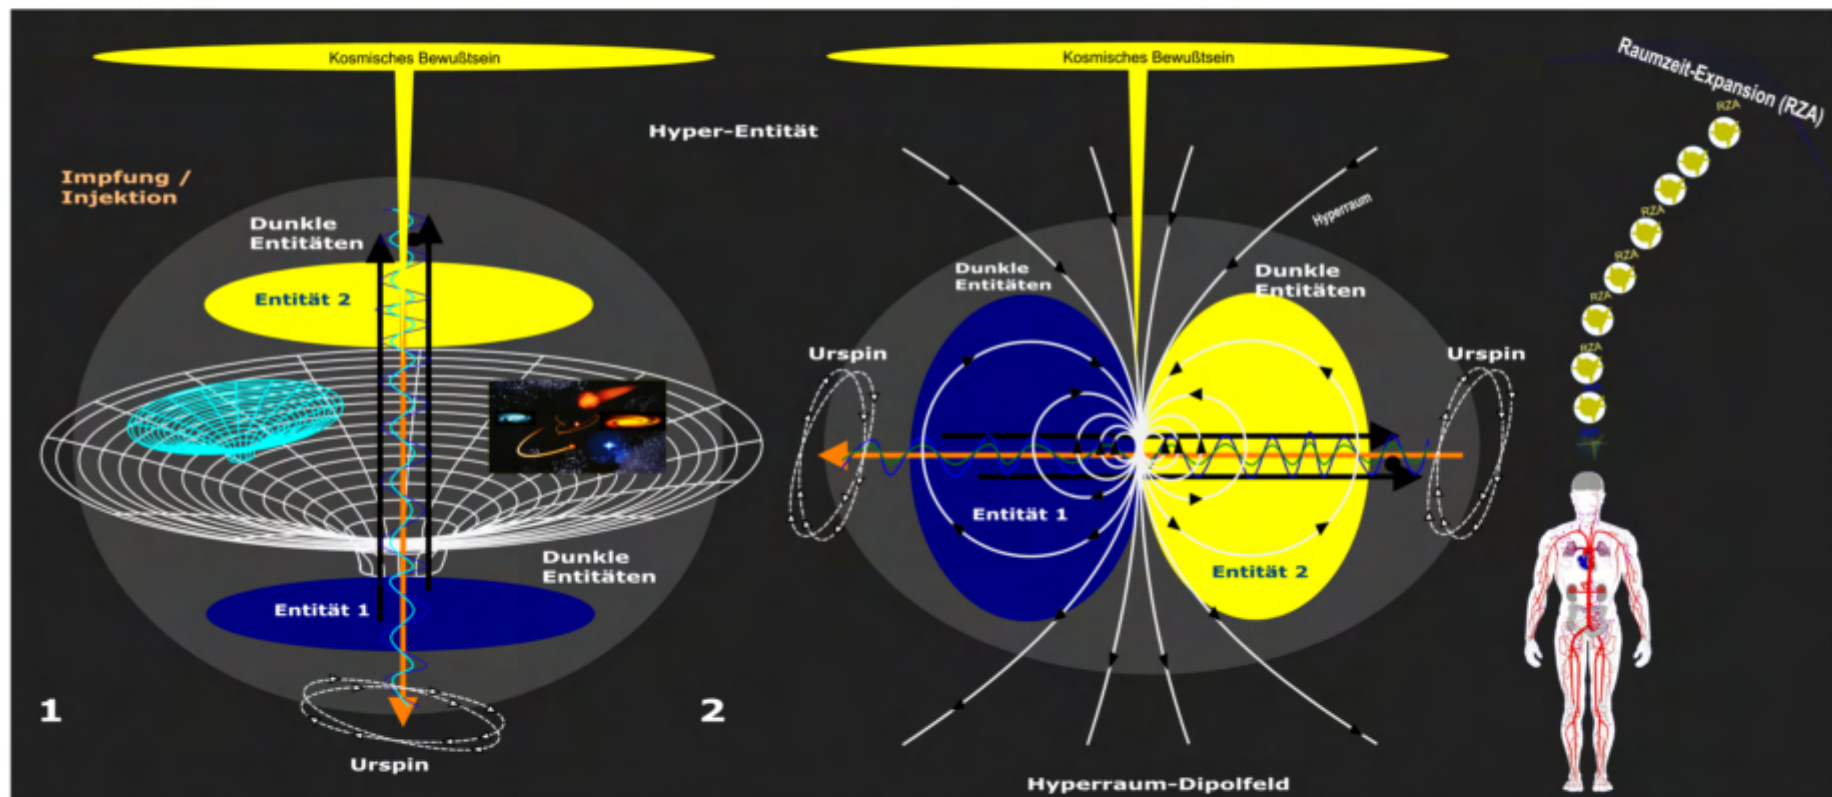 Kosmisches Bewußtsein
Impfung /
Injektion
Dunkle
Entitäten
Entität 2
Dunkle
Entitäten
Entität 1
Urspin
1
Hyper-Entität
Kosmisches Bewußtsein
Hyperraum
Dunkle
Entitäten
Dunkle
Entitäten
Urspin
Urspin
Entität 1
Entität 2
2
Hyperraum-Dipolfeld
Raumzeit-Expansion (RZA)
RZA
RZA
RZA
RZA
RZA